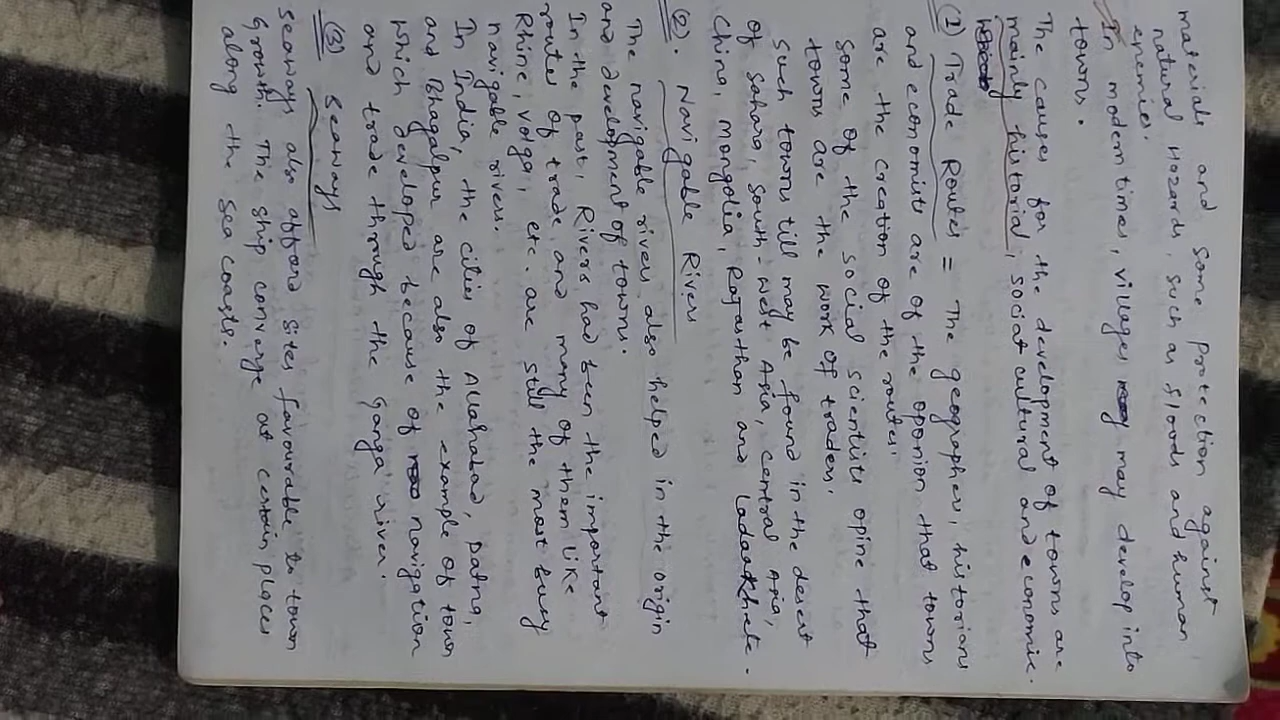 materials and some protection against
natural Hazards, such as floods and human
enemies.
In modern times, villages may develop into
towns.
The causes for the development of towns are
mainly historial, social cultural and economic.
(1) Trade Routes = The geographers, historians
and economists are of the oponion that towns
are the creation of the routes"
some of the social scientists opine that
towns are the work of traders.
such towns till may be found in the desert
of sahara, south-west Asia, central Asia,
China, mongolia, Rajasthan and Ladaakh etc.
(2). Navigable Rivers
The navigable rivers also helped in the origin
and development of towns.
In the past, Rivers had been the important
routes of trade and many of them like
Rhine, volga, etc. are still the most busy
navigable rivers.
In India, the cities of Allahabad, Patna,
and Bhagalpur are also the example of town
which developed because of navigation
and trade through the ganga river.
(3) Seaways
seaways also afford sites favourable to town
growth. The ship converge at certain places
along the sea coasts.